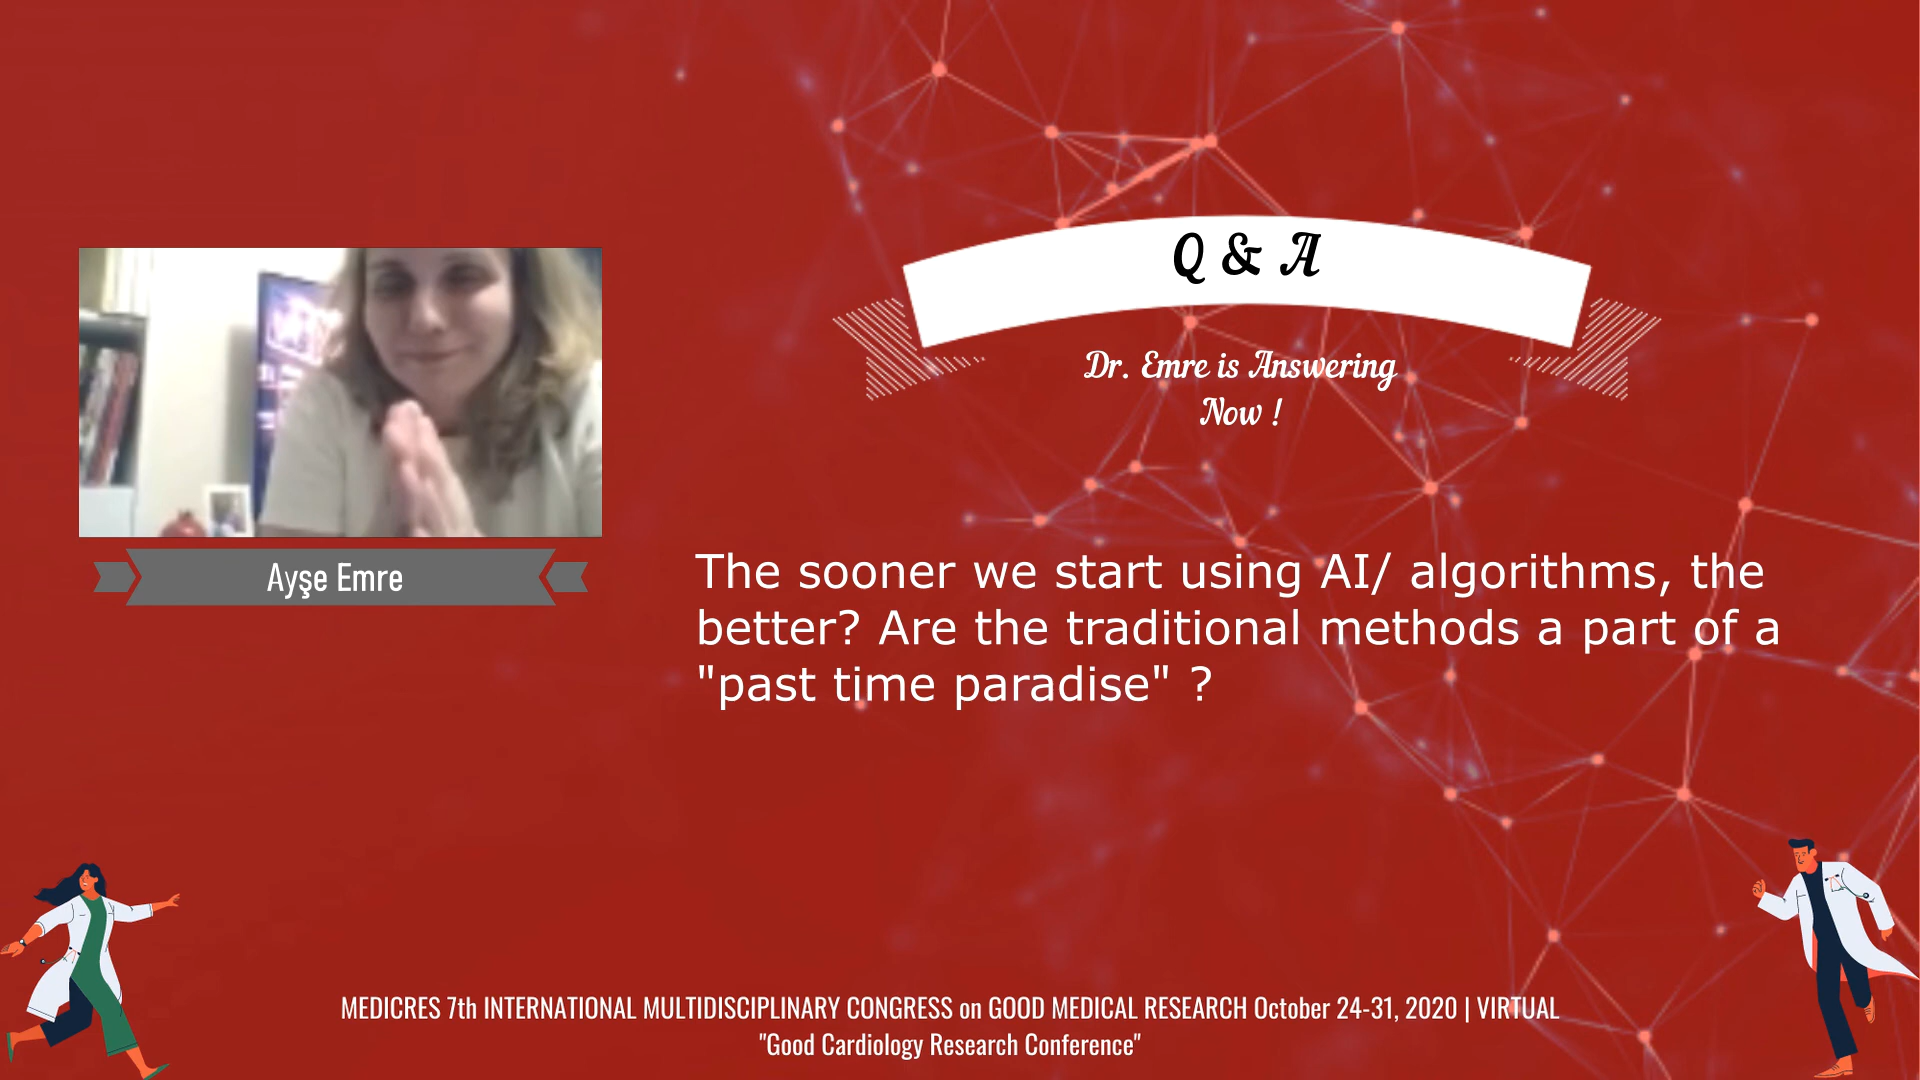 Q & A
Dr. Emre is Answering
Now !
Ayşe Emre
The sooner we start using AI/ algorithms, the
better? Are the traditional methods a part of a
"past time paradise" ?
MEDICRES 7th INTERNATIONAL MULTIDISCIPLINARY CONGRESS on GOOD MEDICAL RESEARCH October 24-31, 2020 | VIRTUAL
"Good Cardiology Research Conference"